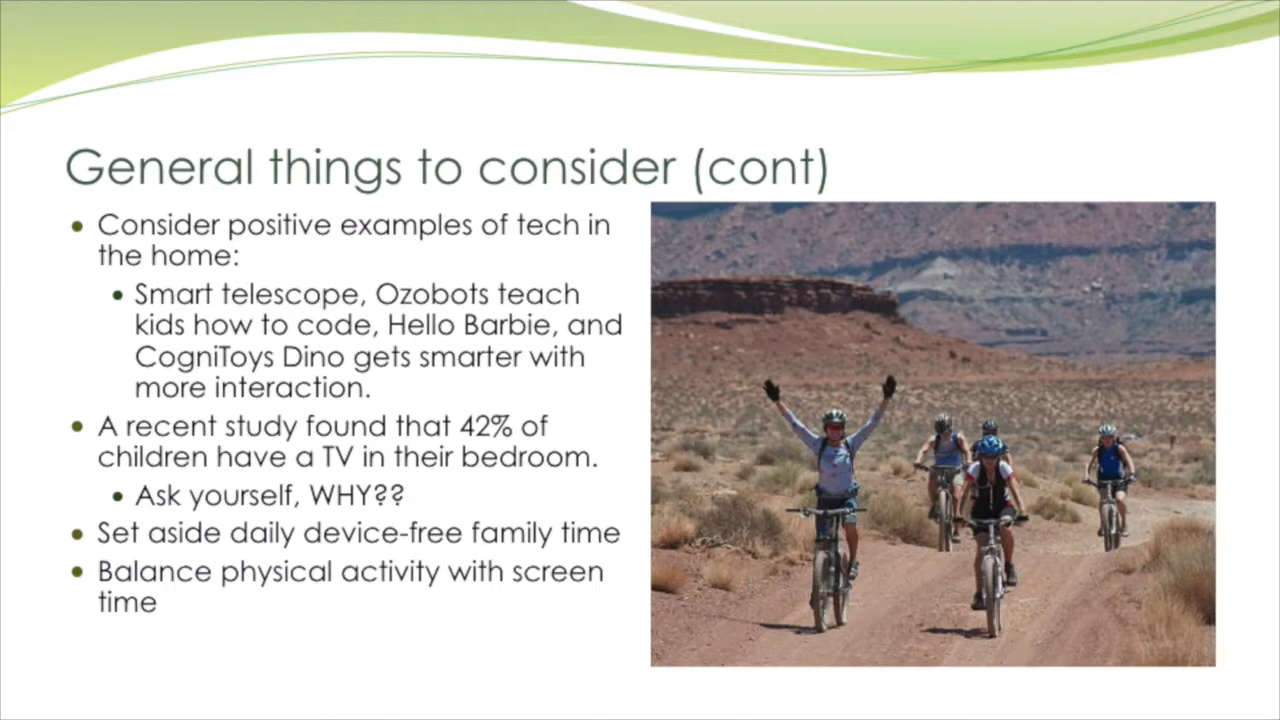 General things to consider (cont)
• Consider positive examples of tech in
the home:
• Smart telescope, Ozobots teach
kids how to code, Hello Barbie, and
CogniToys Dino gets smarter with
more interaction.
• A recent study found that 42% of
children have a TV in their bedroom.
• Ask yourself, WHY??
• Set aside daily device-free family time
• Balance physical activity with screen
time